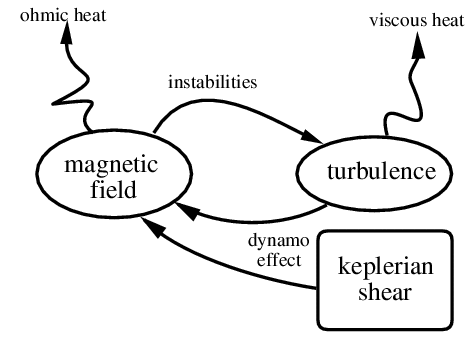 ohmic heat
viscous heat
instabilities
magnetic
field
turbulence
dynamo
effect
keplerian
shear